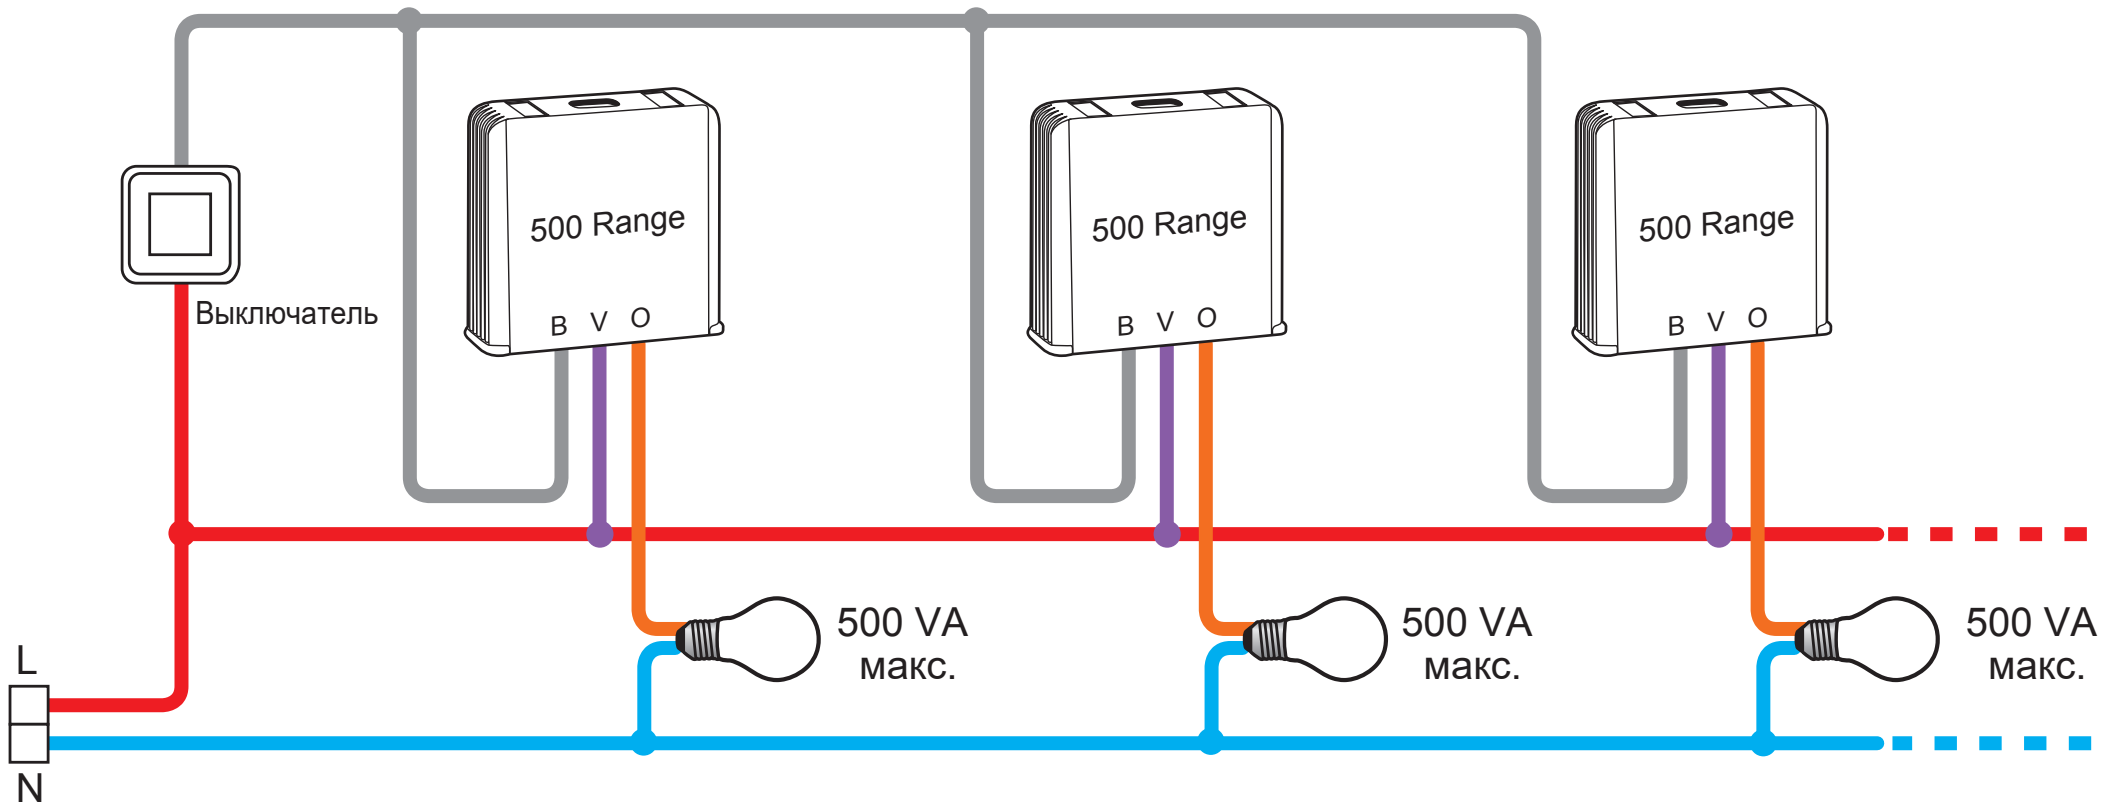 500 Range
B V O
500 Range
B V O
500 Range
B V O
Выключатель
500 VA
макс.
500 VA
макс.
500 VA
макс.
L
N